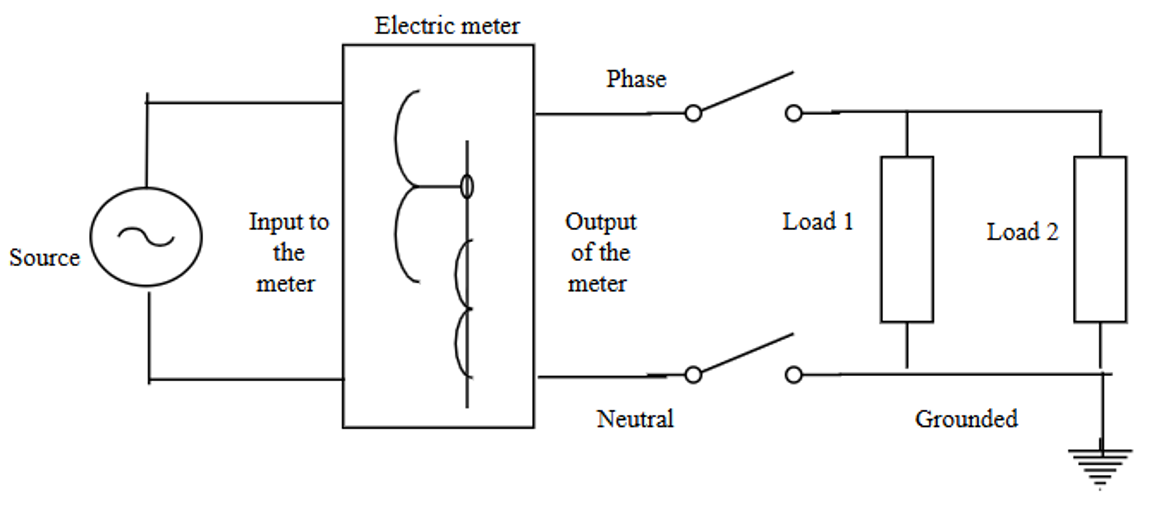 Electric meter
Phase
Source
Input to
the
meter
Output
of the
meter
Load 1
Load 2
Neutral
Grounded